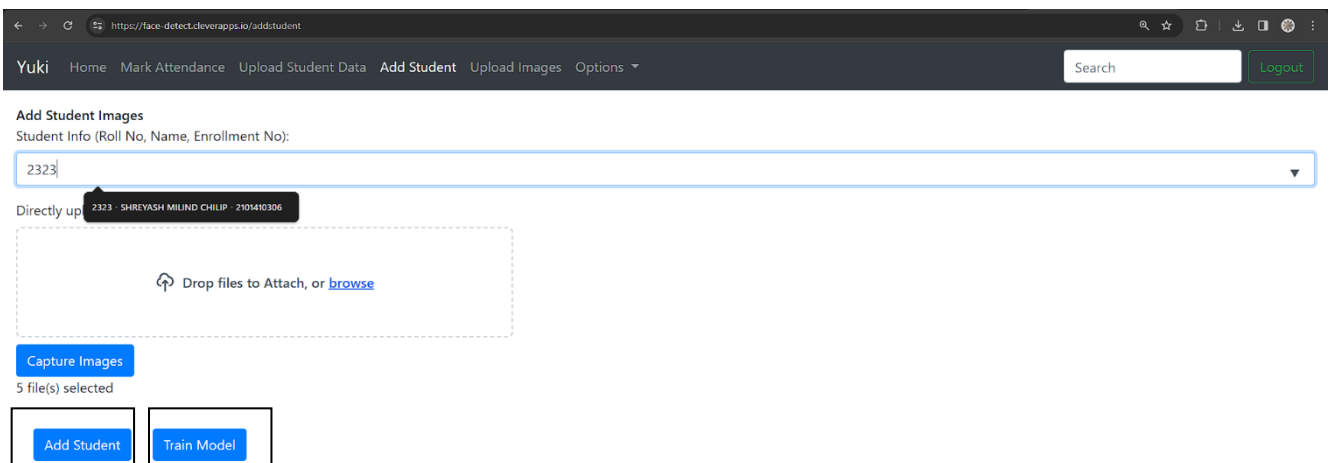 https://face-detect.cleverapps.io/addstudent
Yuki Home Mark Attendance Upload Student Data Add Student Upload Images Options Search Logout
Add Student Images
Student Info (Roll No, Name, Enrollment No):
2323
2323 - SHREYASH MILIND CHILIP - 2101410306
Directly upl
Drop files to Attach, or browse
Capture Images
5 file(s) selected
Add Student Train Model